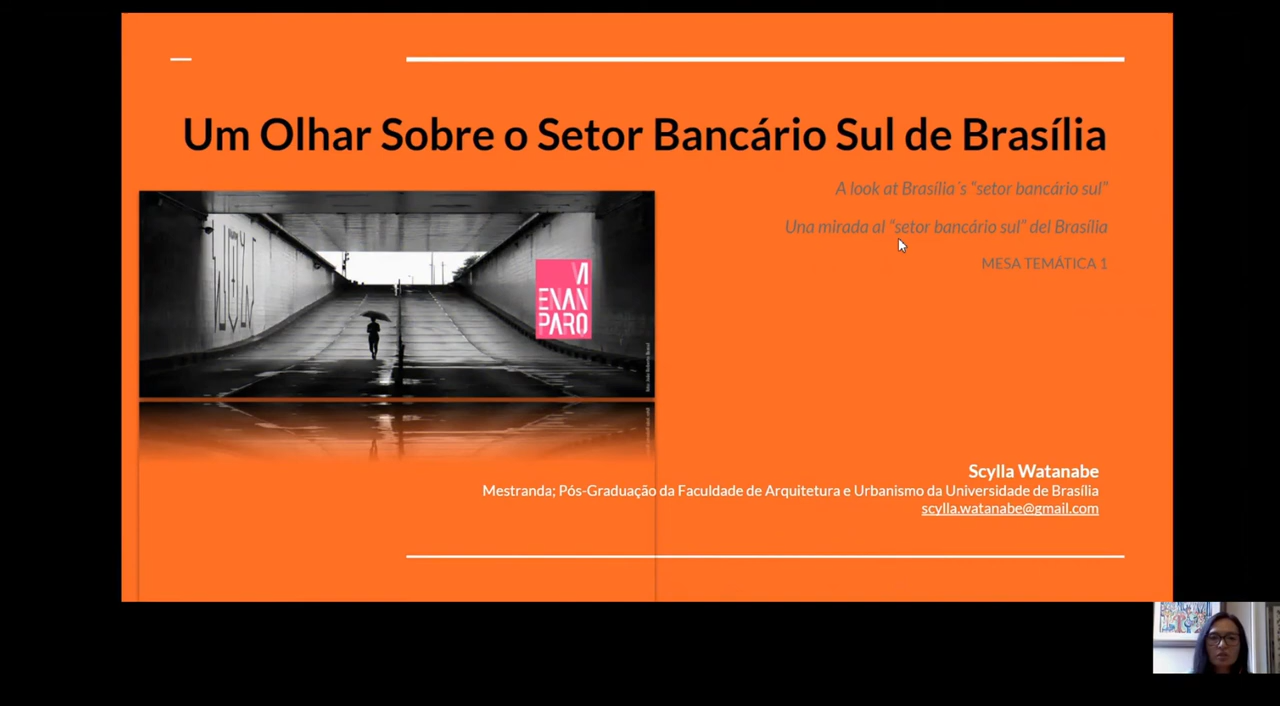 Um Olhar Sobre o Setor Bancário Sul de Brasília
A look at Brasília´s “setor bancário sul”
Una mirada al “setor bancário sul” del Brasília
MESA TEMÁTICA 1
VI
ENAN
PARQ
Scylla Watanabe
Mestranda; Pós-Graduação da Faculdade de Arquitetura e Urbanismo da Universidade de Brasília
scylla.watanabe@gmail.com